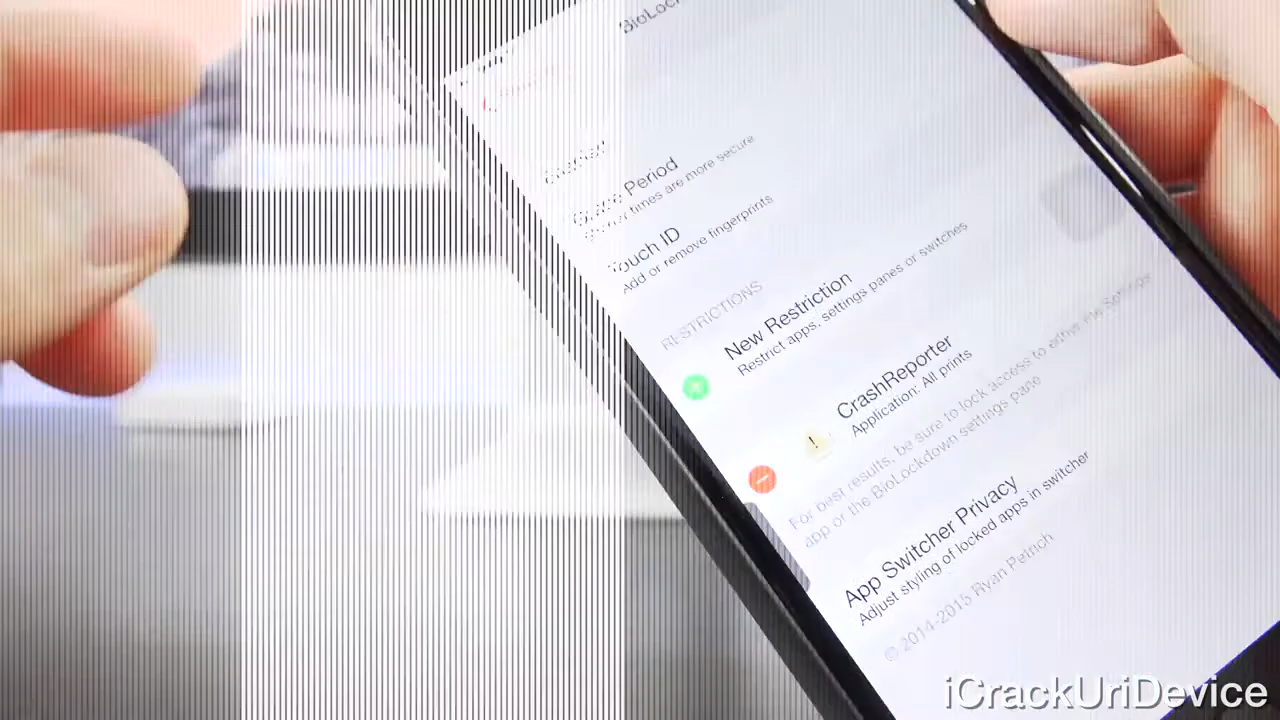 Period
times are more secure
Touch ID
Add or remove fingerprints
RESTRICTIONS
New Restriction
Restrict apps, settings panes or switches
CrashReporter
Application: All prints
For best results, be sure to lock access to either the Settings
app or the BioLockdown settings pane
App Switcher Privacy
Adjust styling of locked apps in switcher
© 2014-2015 Ryan Petrich
iCrackUriDevice